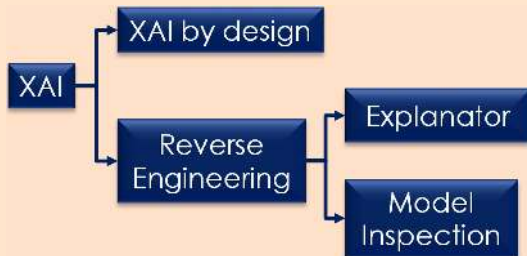 XAI by design
XAI
Reverse
Engineering
Explanator
Model
Inspection